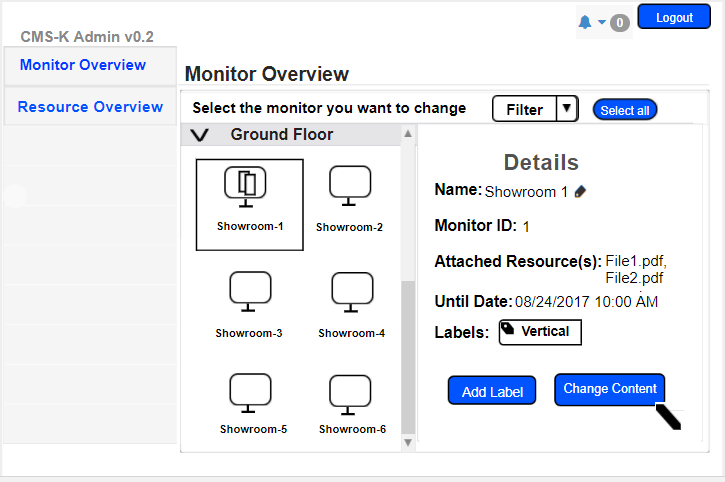 CMS-K Admin v0.2
0
Logout
Monitor Overview
Resource Overview
Monitor Overview
Select the monitor you want to change
Filter
Select all
Ground Floor
Showroom-1
Showroom-2
Showroom-3
Showroom-4
Showroom-5
Showroom-6
Details
Name: Showroom 1
Monitor ID: 1
Attached Resource(s): File1.pdf,
File2.pdf
Until Date: 08/24/2017 10:00 AM
Labels: Vertical
Add Label
Change Content